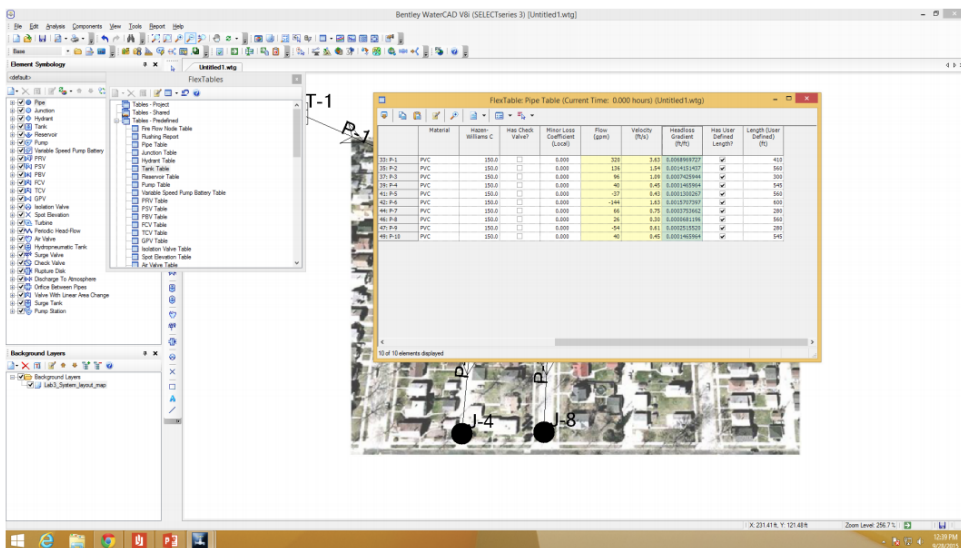 Bentley WaterCAD V8i (SELECTseries 3) [Untitled1.wtg]
File Edit Analysis Components View Tools Report Help
Base
Element Symbology
<default>
Pipe
Junction
Hydrant
Tank
Reservoir
Pump
Variable Speed Pump Battery
PRV
PSV
PBV
FCV
TCV
GPV
Isolation Valve
Spot Elevation
Turbine
Periodic Head-Flow
Air Valve
Hydropneumatic Tank
Surge Valve
Check Valve
Rupture Disk
Discharge To Atmosphere
Orifice Between Pipes
Valve With Linear Area Change
Surge Tank
Pump Station
Background Layers
Background Layers
Lab3_System_layout_map
Untitled1.wtg
FlexTables
Tables - Project
Tables - Shared
Tables - Predefined
Fire Flow Node Table
Flushing Report
Pipe Table
Junction Table
Hydrant Table
Tank Table
Reservoir Table
Pump Table
Variable Speed Pump Battery Table
PRV Table
PSV Table
PBV Table
FCV Table
TCV Table
GPV Table
Isolation Valve Table
Spot Elevation Table
Air Valve Table
T-1
P-1
FlexTable: Pipe Table (Current Time: 0.000 hours) (Untitled1.wtg)
Material Hazen-Williams C Has Check Valve? Minor Loss Coefficient (Local) Flow (gpm) Velocity (ft/s) Headloss Gradient (ft/ft) Has User Defined Length? Length (User Defined) (ft)
33: P-1 PVC 150.0 0.000 320 3.63 0.0068969727 410
35: P-2 PVC 150.0 0.000 136 1.54 0.0014151437 560
37: P-3 PVC 150.0 0.000 96 1.09 0.0007425944 300
39: P-4 PVC 150.0 0.000 40 0.45 0.0001465964 545
41: P-5 PVC 150.0 0.000 -37 0.43 0.0001300267 560
42: P-6 PVC 150.0 0.000 -144 1.63 0.0015707397 600
44: P-7 PVC 150.0 0.000 66 0.75 0.0003753662 280
46: P-8 PVC 150.0 0.000 26 0.30 0.0000681196 560
47: P-9 PVC 150.0 0.000 -54 0.61 0.0002515520 280
49: P-10 PVC 150.0 0.000 40 0.45 0.0001465964 545
10 of 10 elements displayed
J-4
J-8
X: 231.41 ft, Y: 121.48 ft
Zoom Level: 256.7 %
12:39 PM
9/28/2015